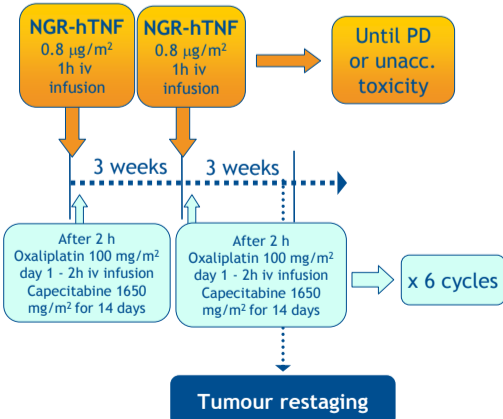 NGR-hTNF
0.8 µg/m²
1h iv
infusion
NGR-hTNF
0.8 µg/m²
1h iv
infusion
Until PD
or unacc.
toxicity
3 weeks
3 weeks
After 2 h
Oxaliplatin 100 mg/m²
day 1 - 2h iv infusion
Capecitabine 1650
mg/m² for 14 days
After 2 h
Oxaliplatin 100 mg/m²
day 1 - 2h iv infusion
Capecitabine 1650
mg/m² for 14 days
x 6 cycles
Tumour restaging